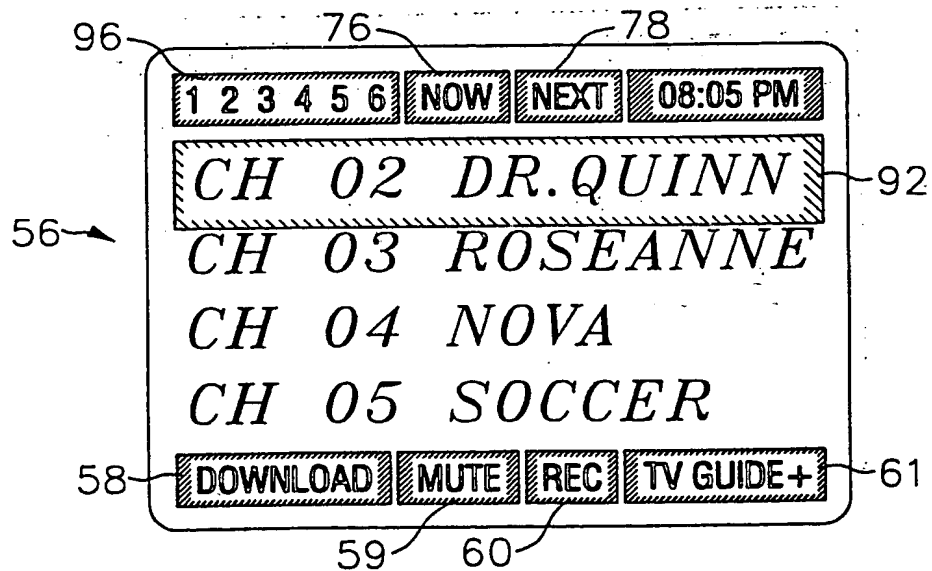 96 76 78
1 2 3 4 5 6 NOW NEXT 08:05 PM
CH 02 DR.QUINN 92
56
CH 03 ROSEANNE
CH 04 NOVA
CH 05 SOCCER
58 DOWNLOAD MUTE REC TV GUIDE+ 61
59 60